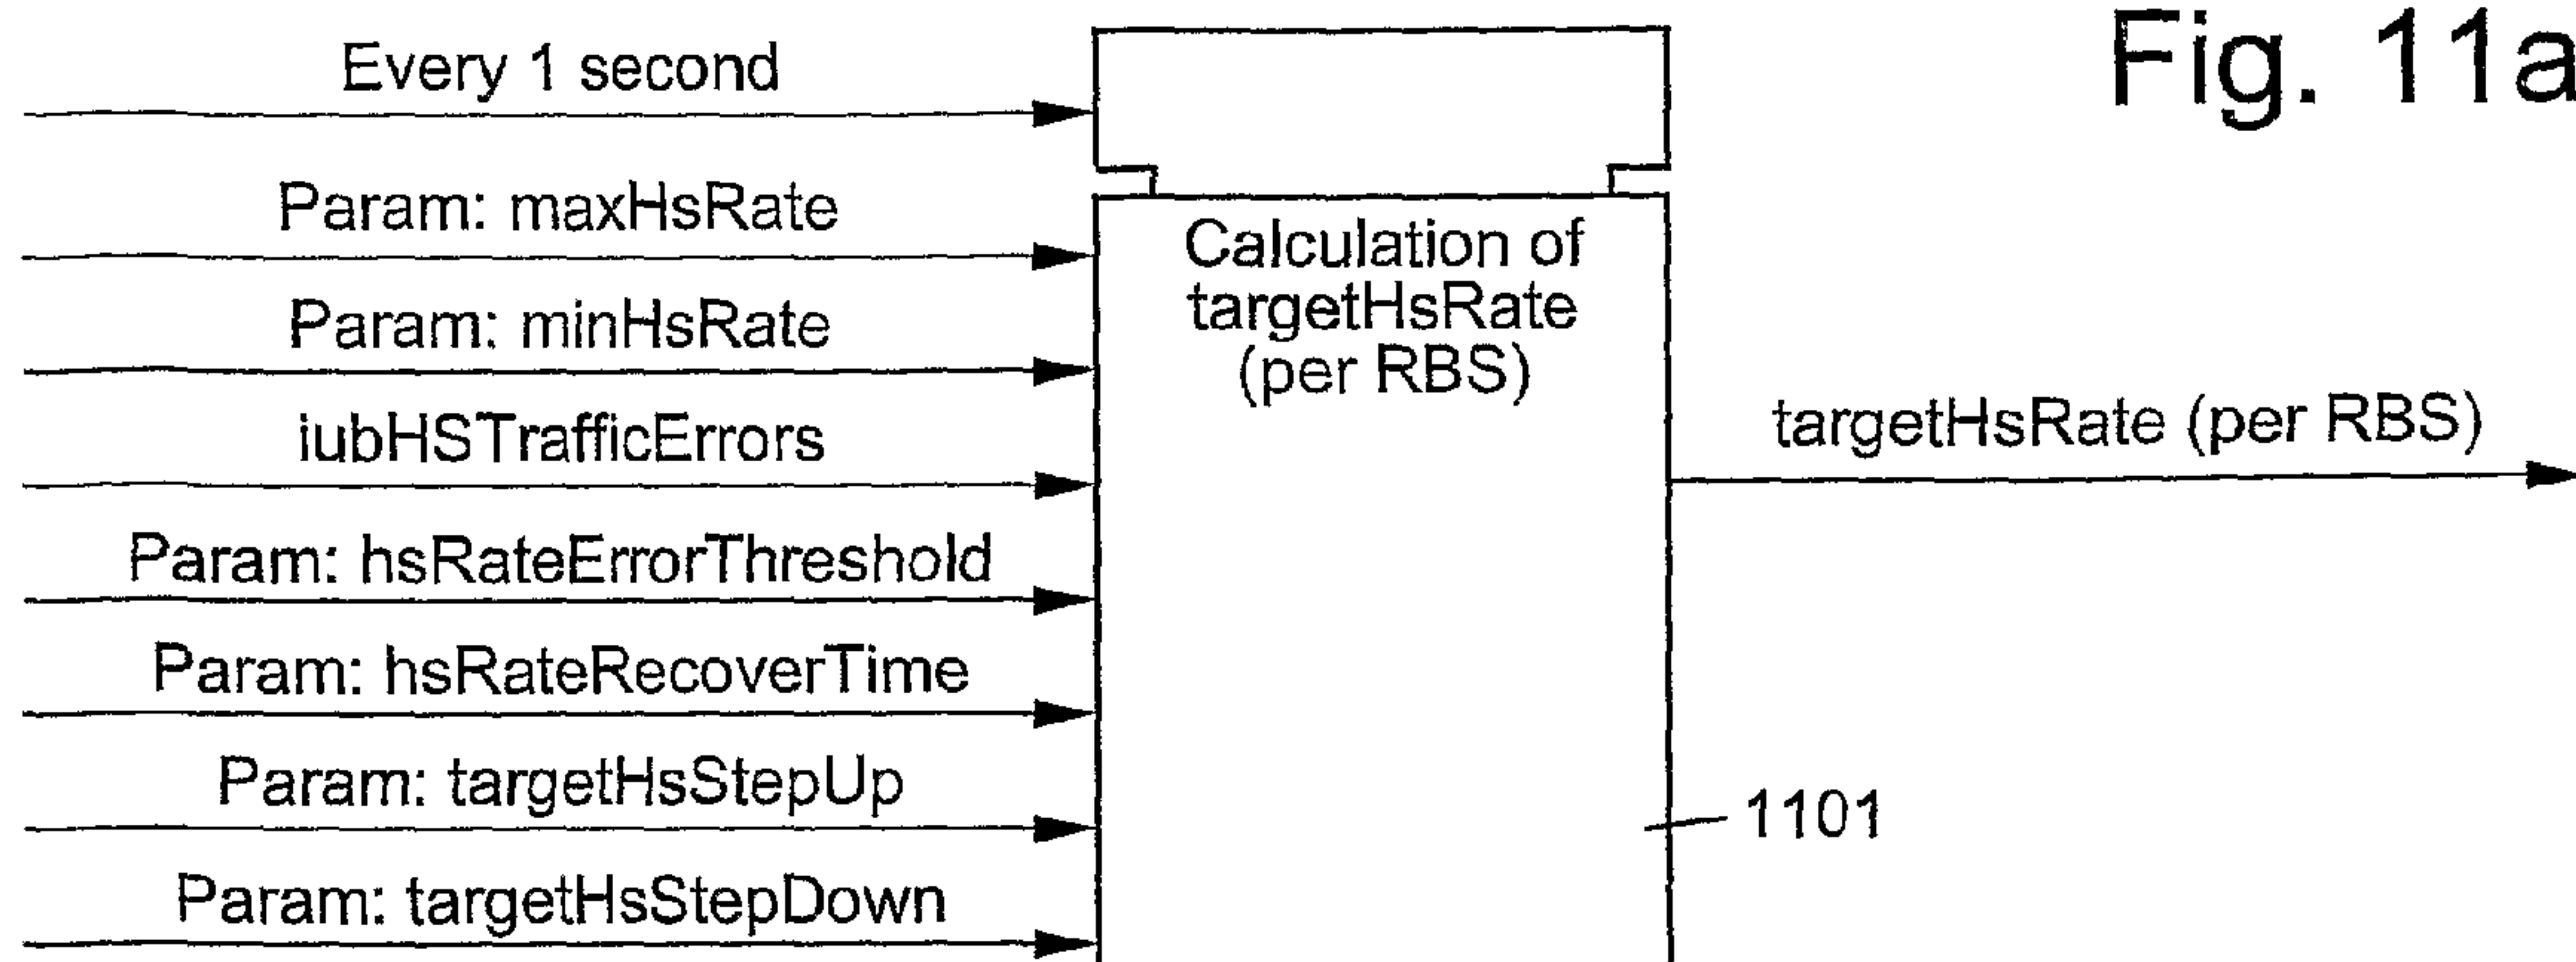 Fig. 11a
Every 1 second
Param: maxHsRate
Param: minHsRate
iubHSTrafficErrors
Param: hsRateErrorThreshold
Param: hsRateRecoverTime
Param: targetHsStepUp
Param: targetHsStepDown
Calculation of
targetHsRate
(per RBS)
targetHsRate (per RBS)
1101